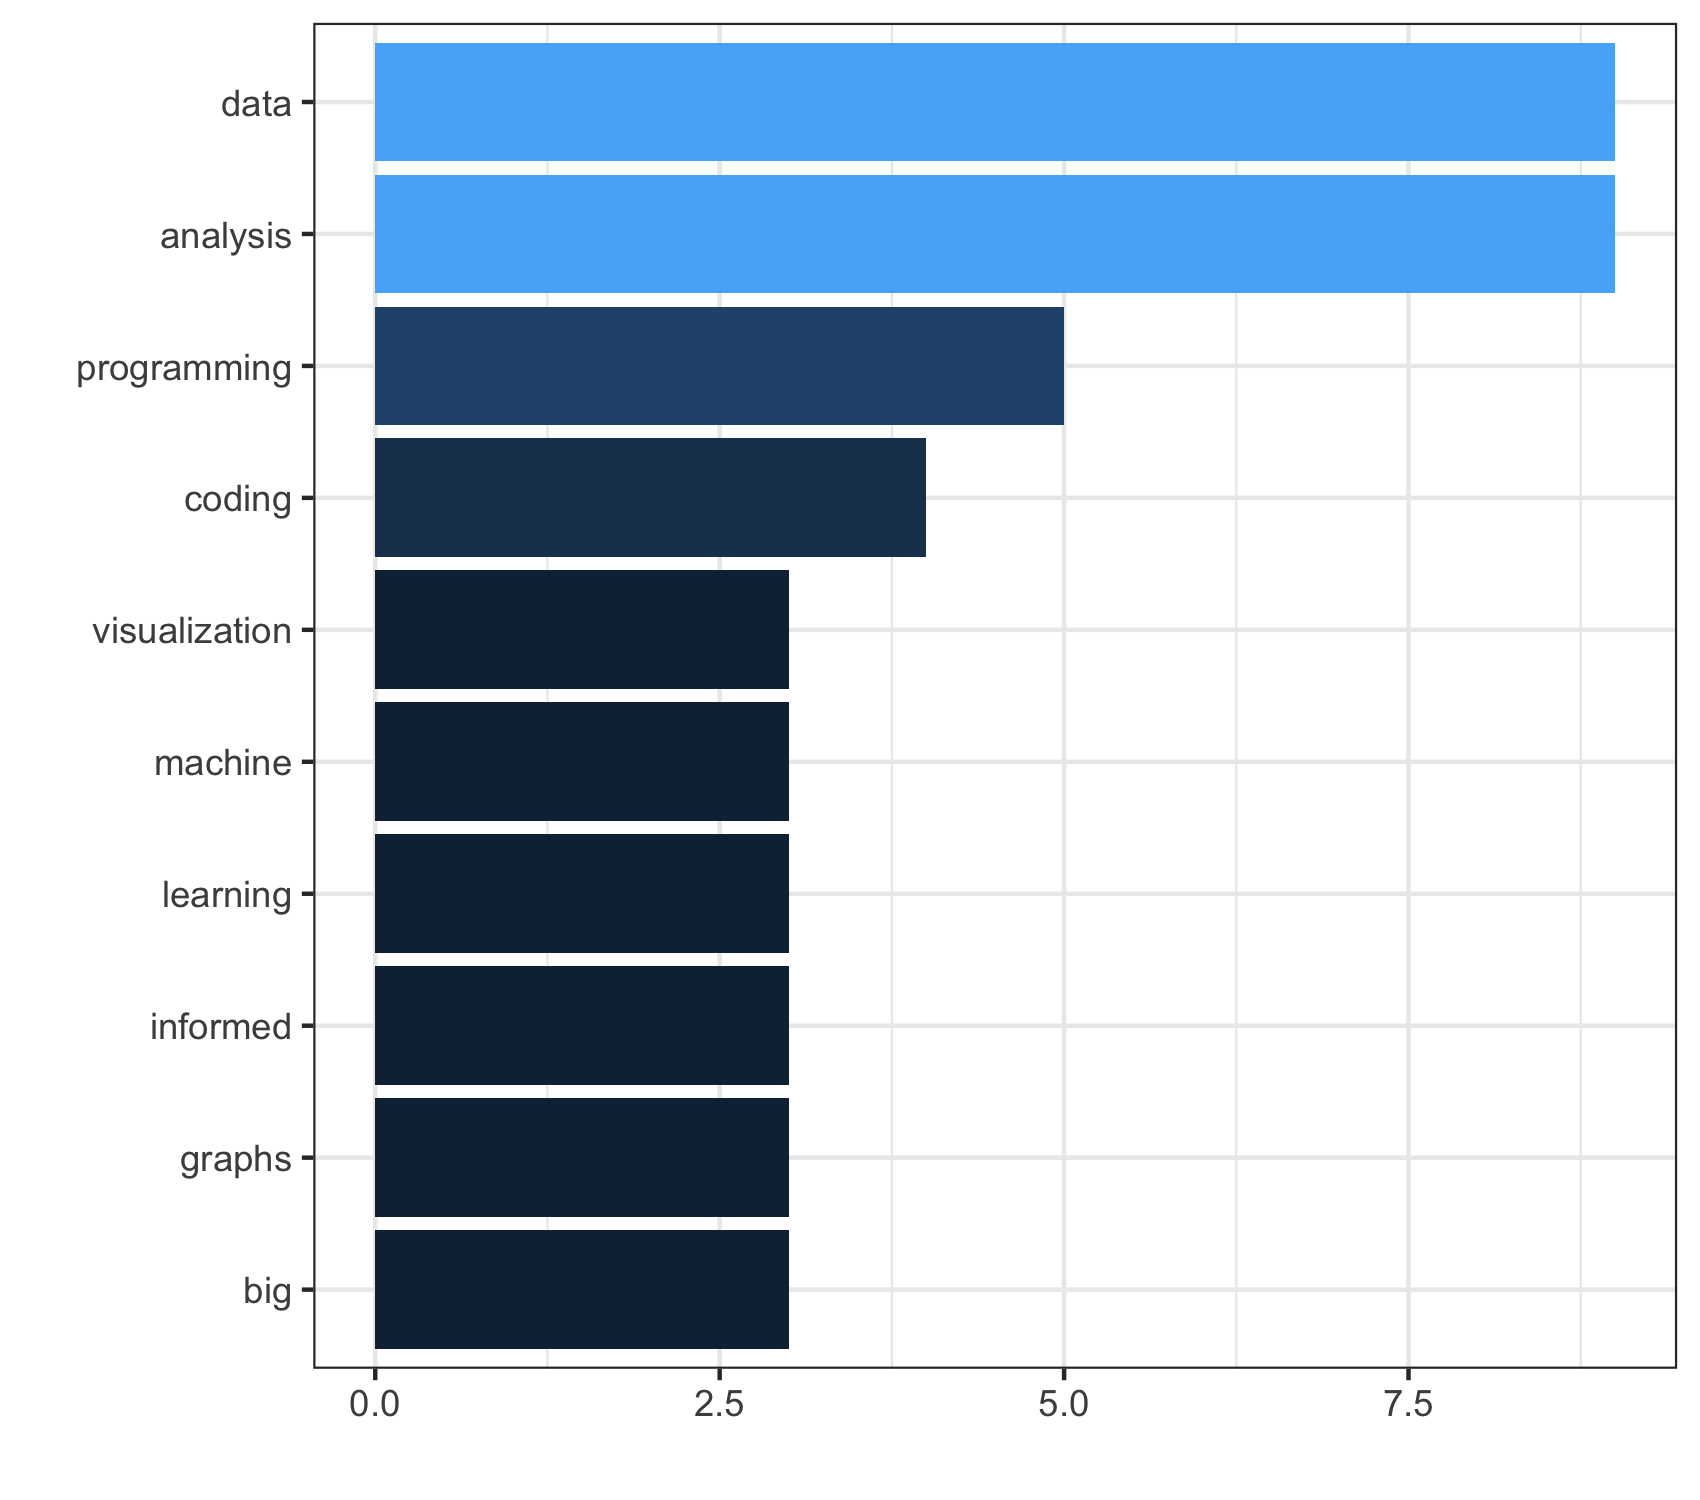 data
analysis
programming
coding
visualization
machine
learning
informed
graphs
big
0.0 2.5 5.0 7.5